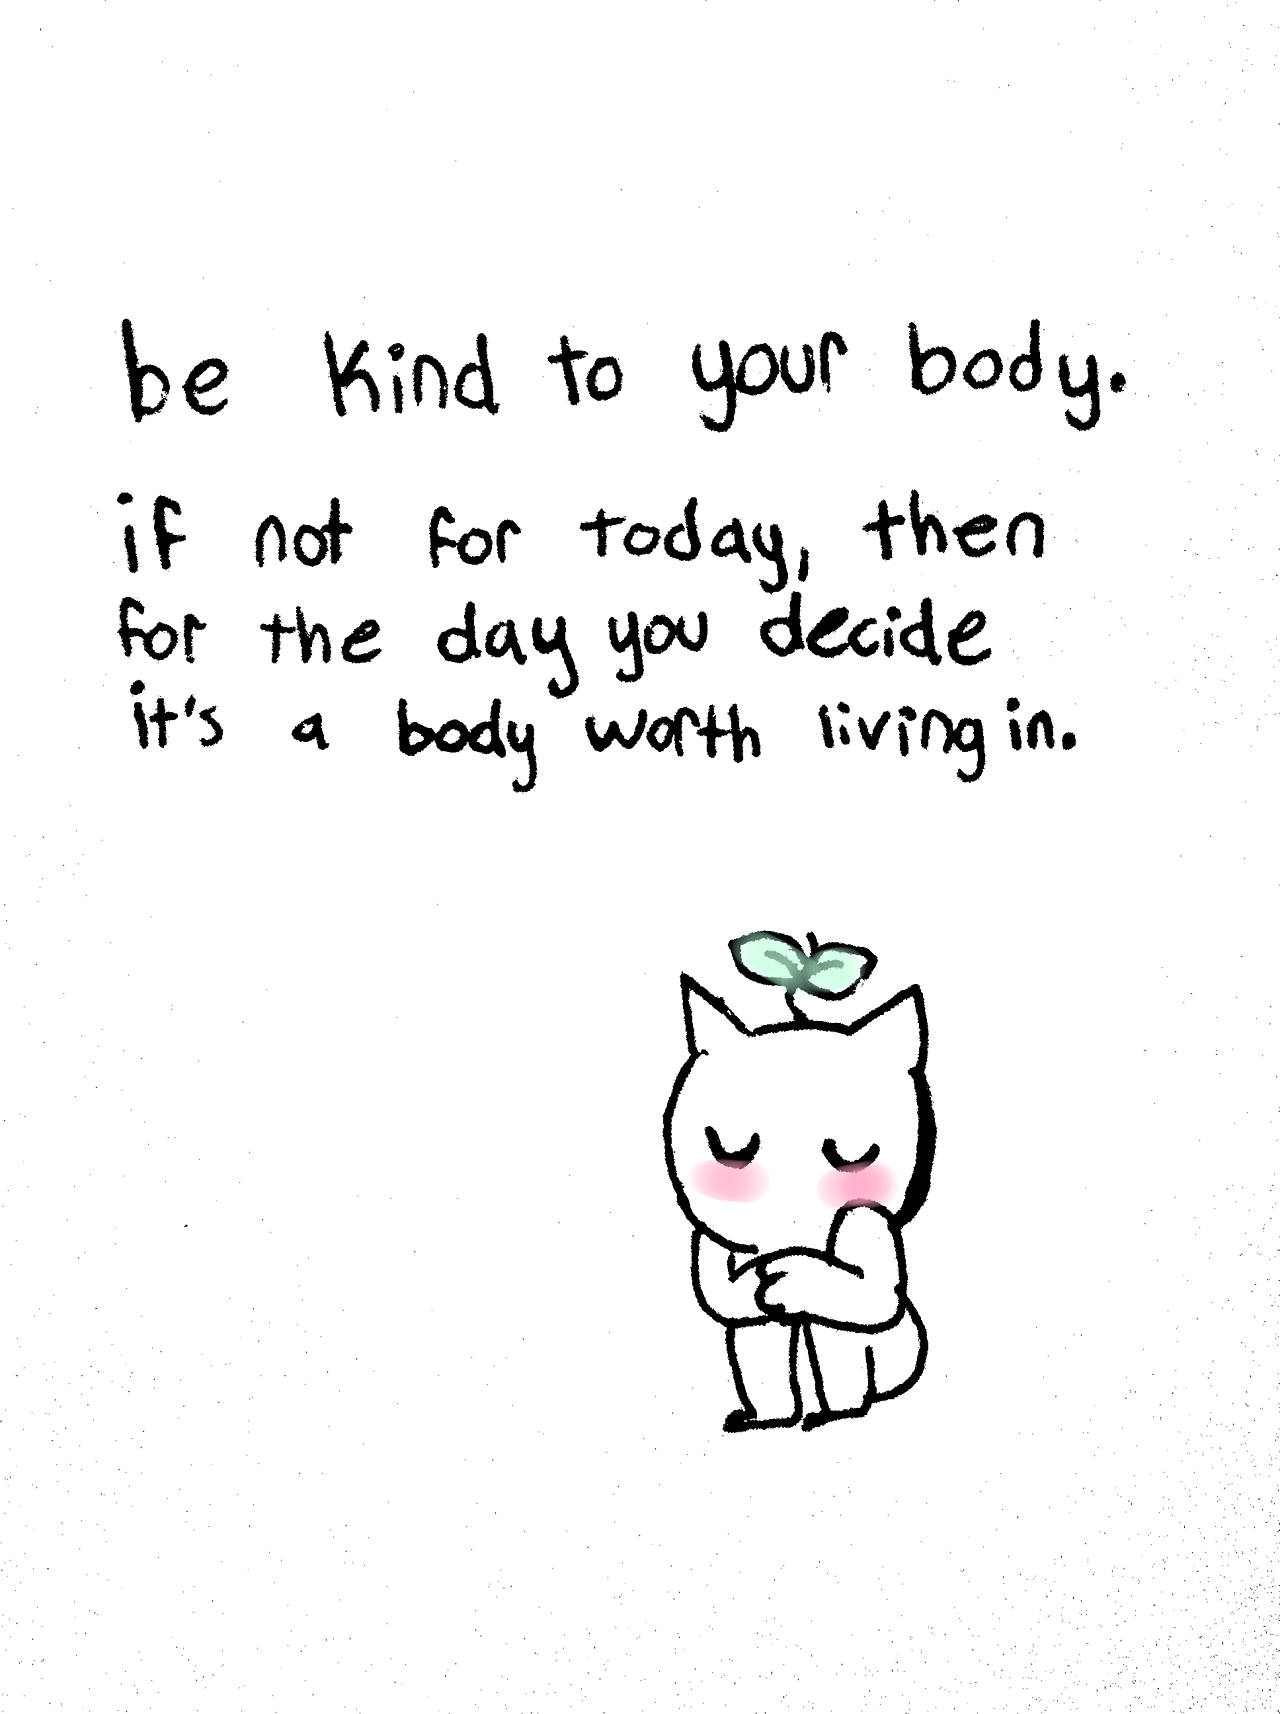 be kind to your body.
if not for today, then
for the day you decide
it's a body worth living in.